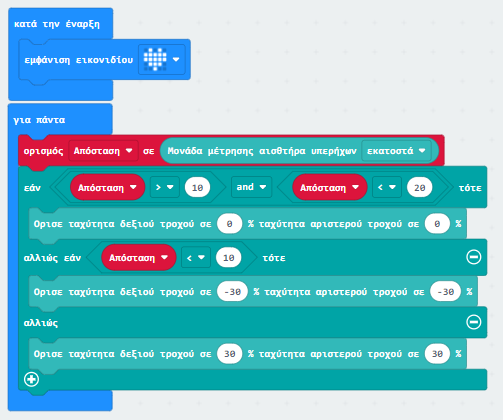 κατά την έναρξη
εμφάνιση εικονιδίου
για πάντα
ορισμός Απόσταση σε Μονάδα μέτρησης αισθητήρα υπερήχων εκατοστά
εάν Απόσταση > 10 and Απόσταση < 20 τότε
Όρισε ταχύτητα δεξιού τροχού σε 0 % ταχύτητα αριστερού τροχού σε 0 %
αλλιώς εάν Απόσταση < 10 τότε
Όρισε ταχύτητα δεξιού τροχού σε -30 % ταχύτητα αριστερού τροχού σε -30 %
αλλιώς
Όρισε ταχύτητα δεξιού τροχού σε 30 % ταχύτητα αριστερού τροχού σε 30 %